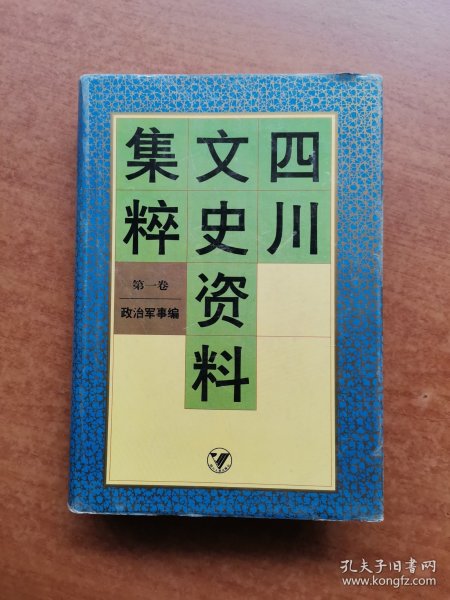 四川
文史资料
集粹
第一卷
政治军事编
孔夫子旧书网
www.kongfz.com